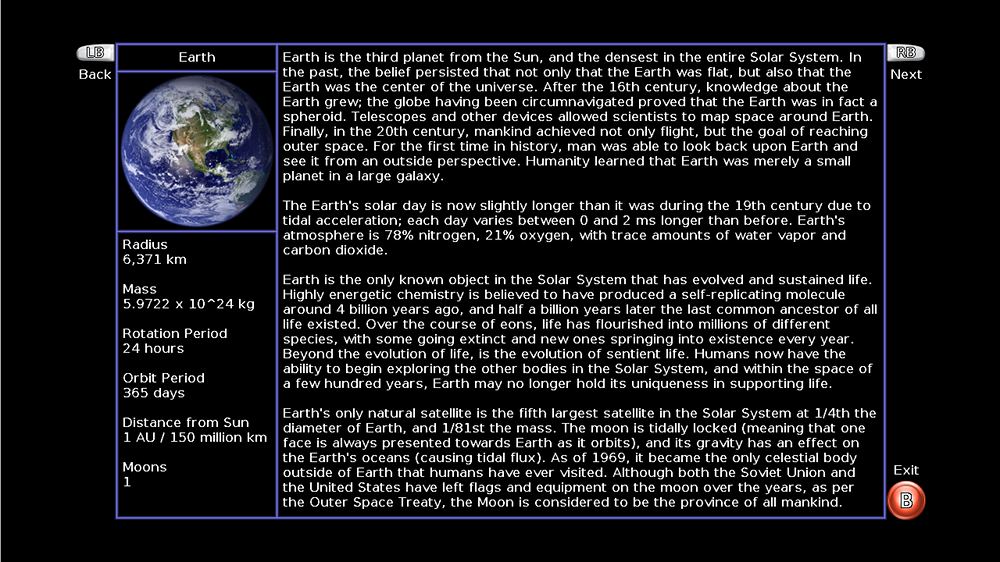 LB
Back
Earth
Radius
6,371 km
Mass
5.9722 x 10^24 kg
Rotation Period
24 hours
Orbit Period
365 days
Distance from Sun
1 AU / 150 million km
Moons
1
Earth is the third planet from the Sun, and the densest in the entire Solar System. In
the past, the belief persisted that not only that the Earth was flat, but also that the
Earth was the center of the universe. After the 16th century, knowledge about the
Earth grew; the globe having been circumnavigated proved that the Earth was in fact a
spheroid. Telescopes and other devices allowed scientists to map space around Earth.
Finally, in the 20th century, mankind achieved not only flight, but the goal of reaching
outer space. For the first time in history, man was able to look back upon Earth and
see it from an outside perspective. Humanity learned that Earth was merely a small
planet in a large galaxy.
The Earth's solar day is now slightly longer than it was during the 19th century due to
tidal acceleration; each day varies between 0 and 2 ms longer than before. Earth's
atmosphere is 78% nitrogen, 21% oxygen, with trace amounts of water vapor and
carbon dioxide.
Earth is the only known object in the Solar System that has evolved and sustained life.
Highly energetic chemistry is believed to have produced a self-replicating molecule
around 4 billion years ago, and half a billion years later the last common ancestor of all
life existed. Over the course of eons, life has flourished into millions of different
species, with some going extinct and new ones springing into existence every year.
Beyond the evolution of life, is the evolution of sentient life. Humans now have the
ability to begin exploring the other bodies in the Solar System, and within the space of
a few hundred years, Earth may no longer hold its uniqueness in supporting life.
Earth's only natural satellite is the fifth largest satellite in the Solar System at 1/4th the
diameter of Earth, and 1/81st the mass. The moon is tidally locked (meaning that one
face is always presented towards Earth as it orbits), and its gravity has an effect on
the Earth's oceans (causing tidal flux). As of 1969, it became the only celestial body
outside of Earth that humans have ever visited. Although both the Soviet Union and
the United States have left flags and equipment on the moon over the years, as per
the Outer Space Treaty, the Moon is considered to be the province of all mankind.
RB
Next
Exit
B